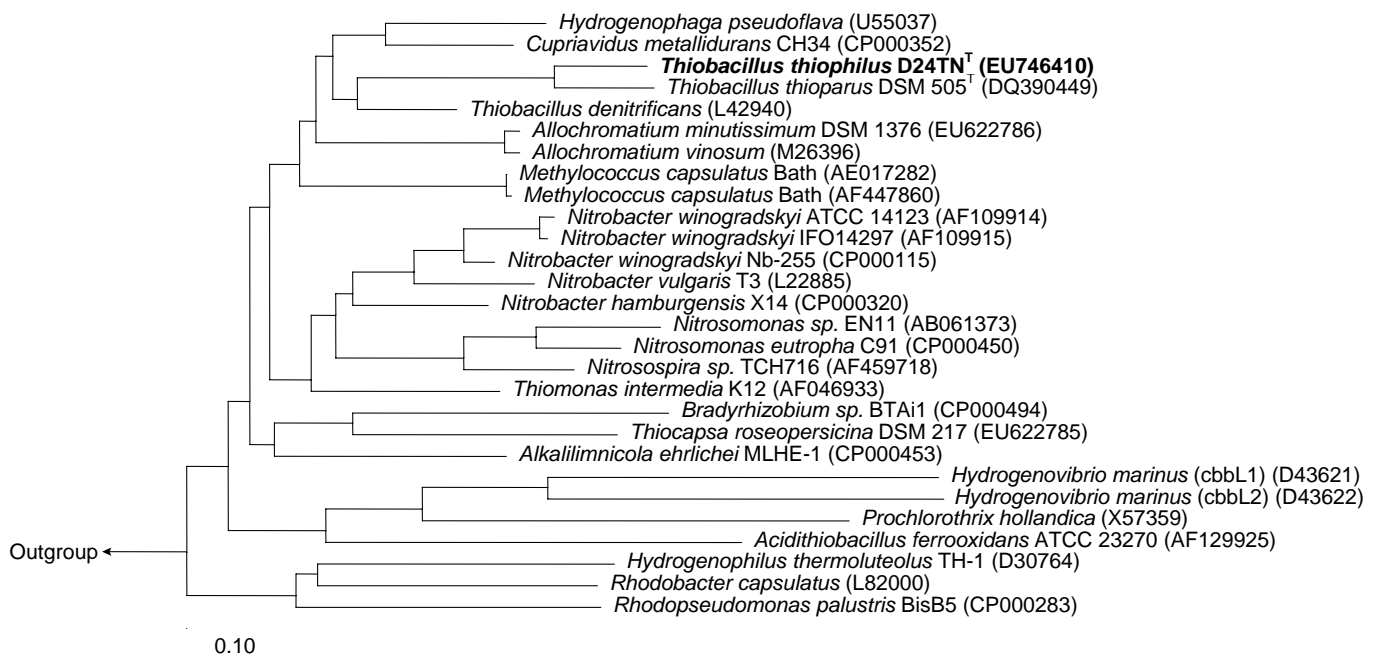 Hydrogenophaga pseudoflava (U55037)
Cupriavidus metallidurans CH34 (CP000352)
Thiobacillus thiophilus D24TNᵀ (EU746410)
Thiobacillus thioparus DSM 505ᵀ (DQ390449)
Thiobacillus denitrificans (L42940)
Allochromatium minutissimum DSM 1376 (EU622786)
Allochromatium vinosum (M26396)
Methylococcus capsulatus Bath (AE017282)
Methylococcus capsulatus Bath (AF447860)
Nitrobacter winogradskyi ATCC 14123 (AF109914)
Nitrobacter winogradskyi IFO14297 (AF109915)
Nitrobacter winogradskyi Nb-255 (CP000115)
Nitrobacter vulgaris T3 (L22885)
Nitrobacter hamburgensis X14 (CP000320)
Nitrosomonas sp. EN11 (AB061373)
Nitrosomonas eutropha C91 (CP000450)
Nitrosospira sp. TCH716 (AF459718)
Thiomonas intermedia K12 (AF046933)
Bradyrhizobium sp. BTAi1 (CP000494)
Thiocapsa roseopersicina DSM 217 (EU622785)
Alkalilimnicola ehrlichei MLHE-1 (CP000453)
Hydrogenovibrio marinus (cbbL1) (D43621)
Hydrogenovibrio marinus (cbbL2) (D43622)
Prochlorothrix hollandica (X57359)
Acidithiobacillus ferrooxidans ATCC 23270 (AF129925)
Outgroup
Hydrogenophilus thermoluteolus TH-1 (D30764)
Rhodobacter capsulatus (L82000)
Rhodopseudomonas palustris BisB5 (CP000283)
0.10